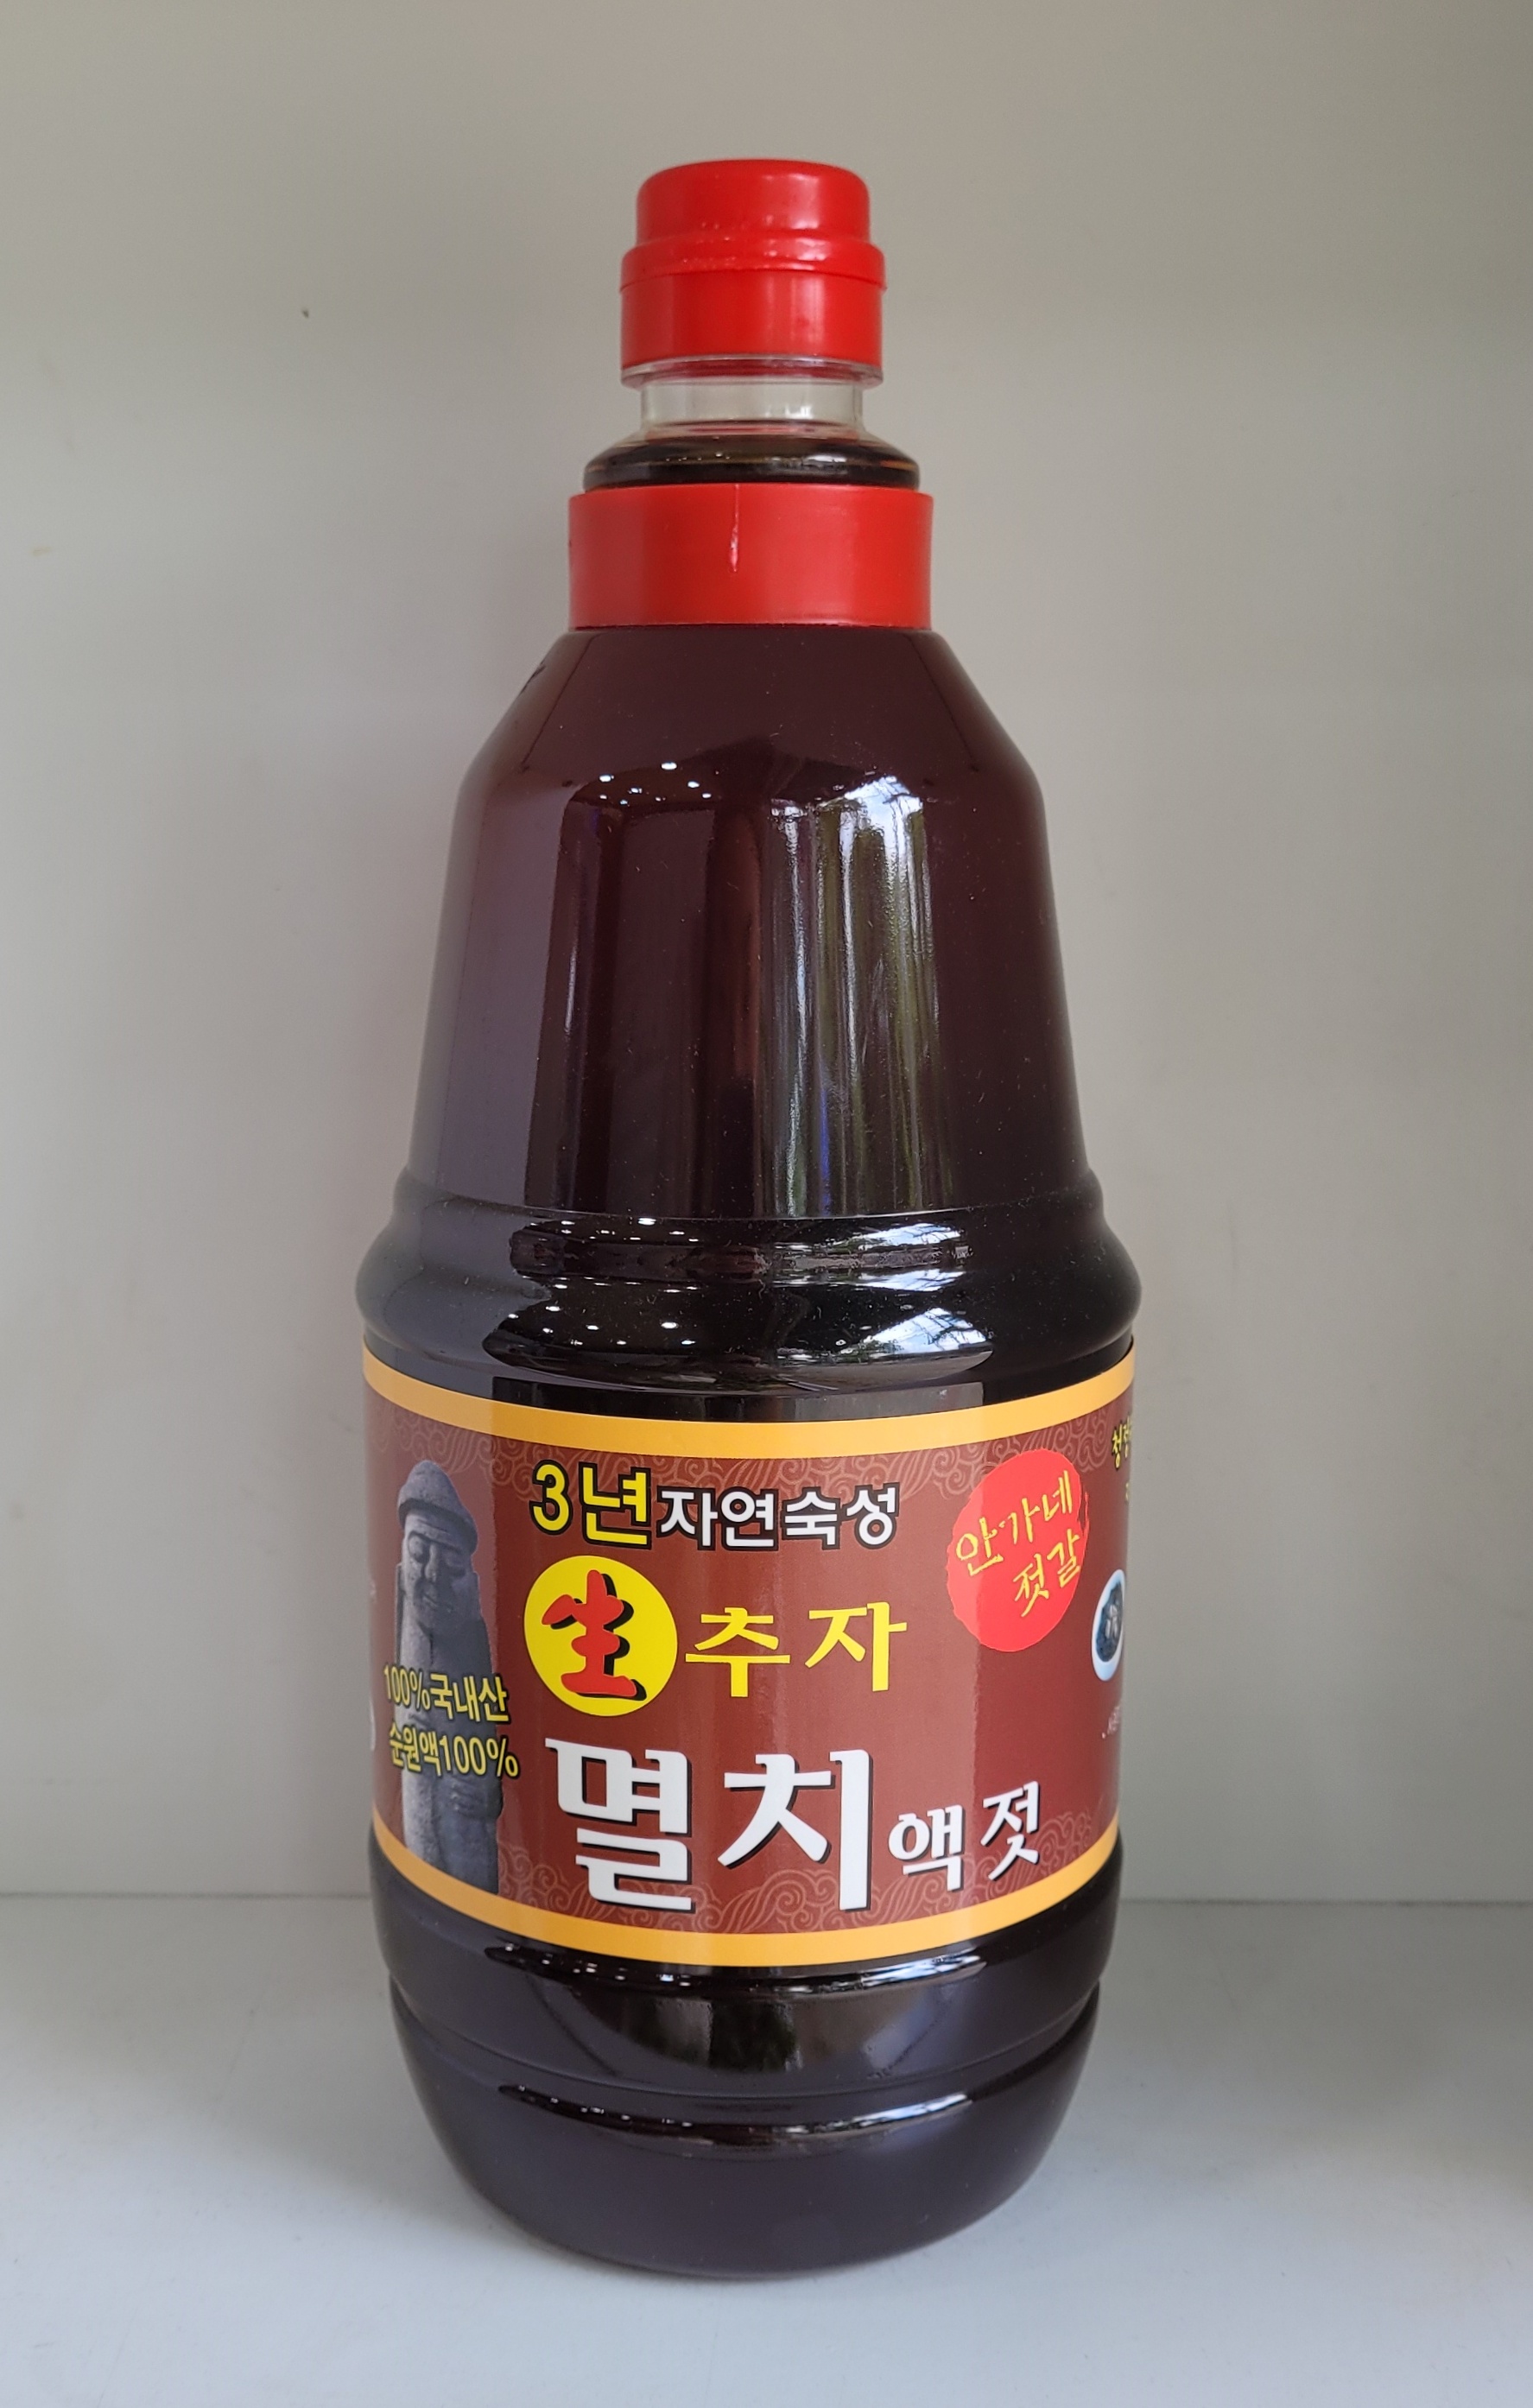 3년자연숙성
生추자
멸치액젓
안가네
젓갈
100%국내산
순원액100%